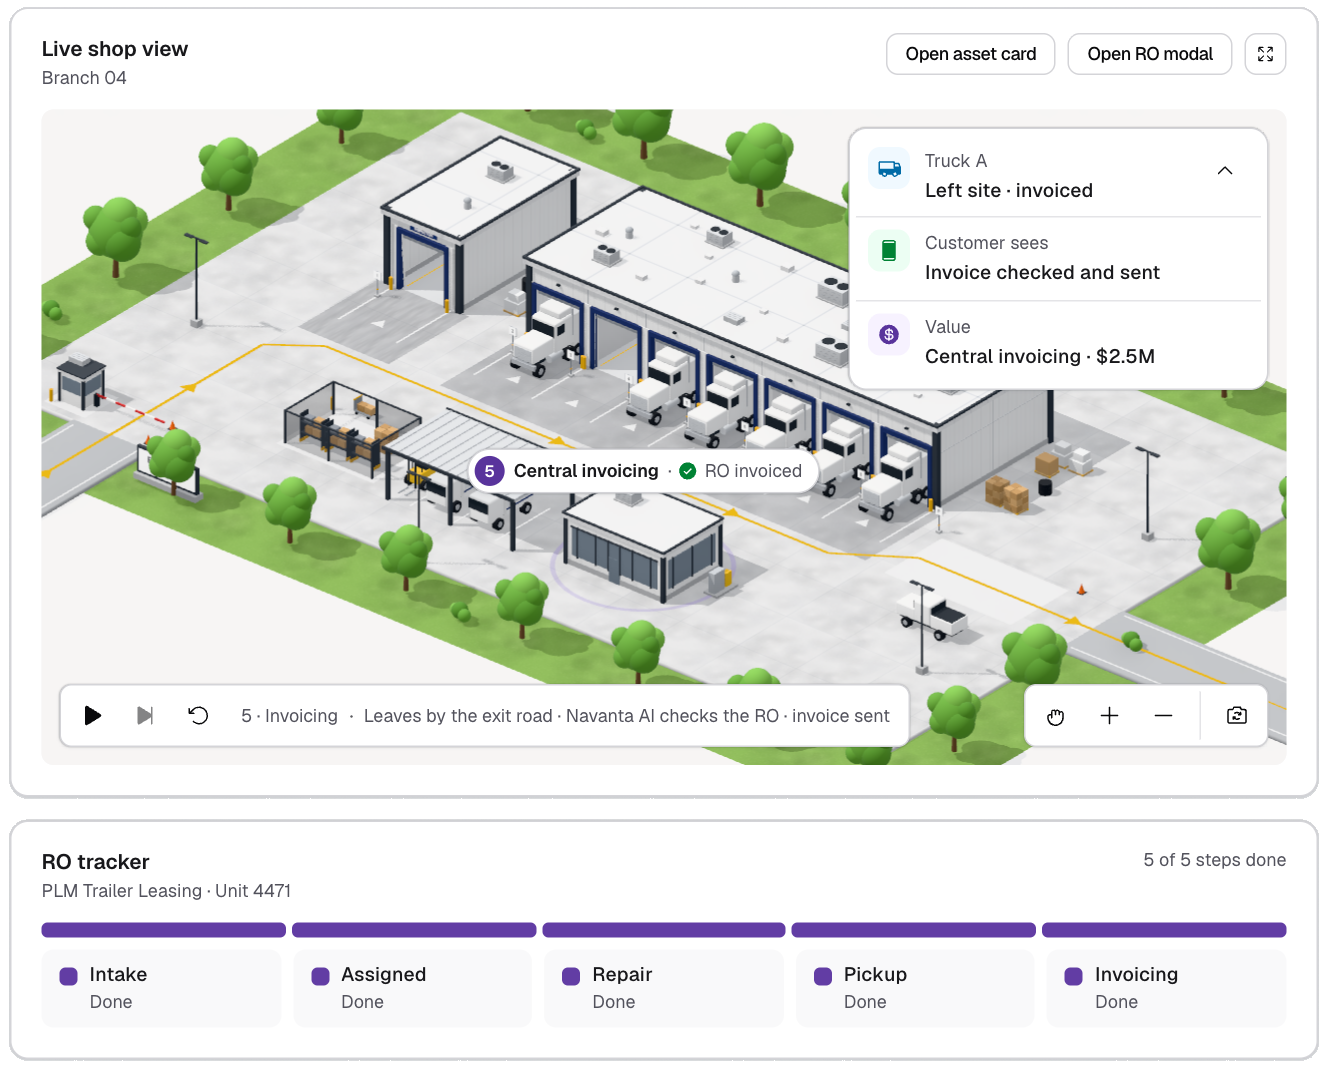 Live shop view
Branch 04
Open asset card
Open RO modal
Truck A
Left site · invoiced
Customer sees
Invoice checked and sent
$
Value
Central invoicing · $2.5M
5 Central invoicing · RO invoiced
5 · Invoicing · Leaves by the exit road · Navanta AI checks the RO · invoice sent
RO tracker
5 of 5 steps done
PLM Trailer Leasing · Unit 4471
Intake
Done
Assigned
Done
Repair
Done
Pickup
Done
Invoicing
Done